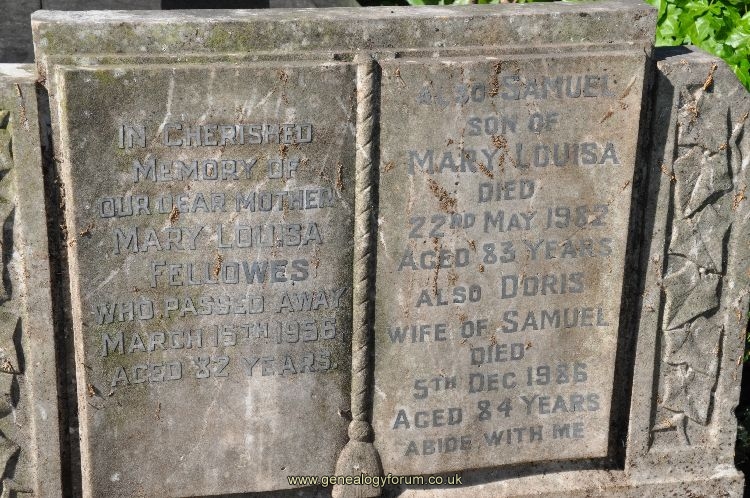 IN CHERISHED
MEMORY OF
OUR DEAR MOTHER
MARY LOUISA
FELLOWES
WHO PASSED AWAY
MARCH 15TH 1956
AGED 82 YEARS.
ALSO SAMUEL
SON OF
MARY LOUISA
DIED
22ND MAY 1982
AGED 83 YEARS
ALSO DORIS
WIFE OF SAMUEL
DIED
5TH DEC 1986
AGED 84 YEARS
ABIDE WITH ME
www.genealogyforum.co.uk